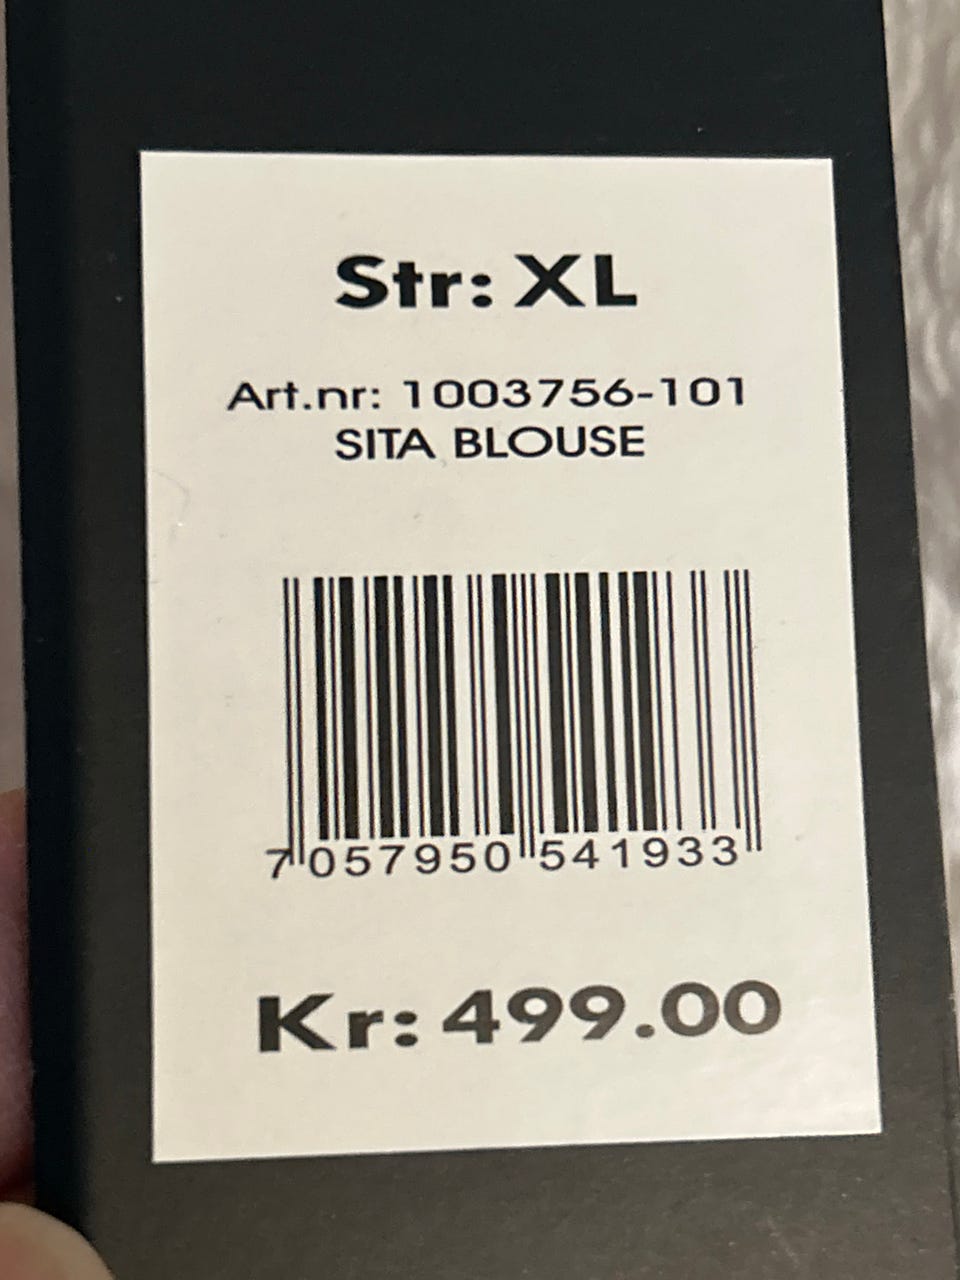 Str: XL
Art.nr: 1003756-101
SITA BLOUSE
7 057950 541933
Kr: 499.00